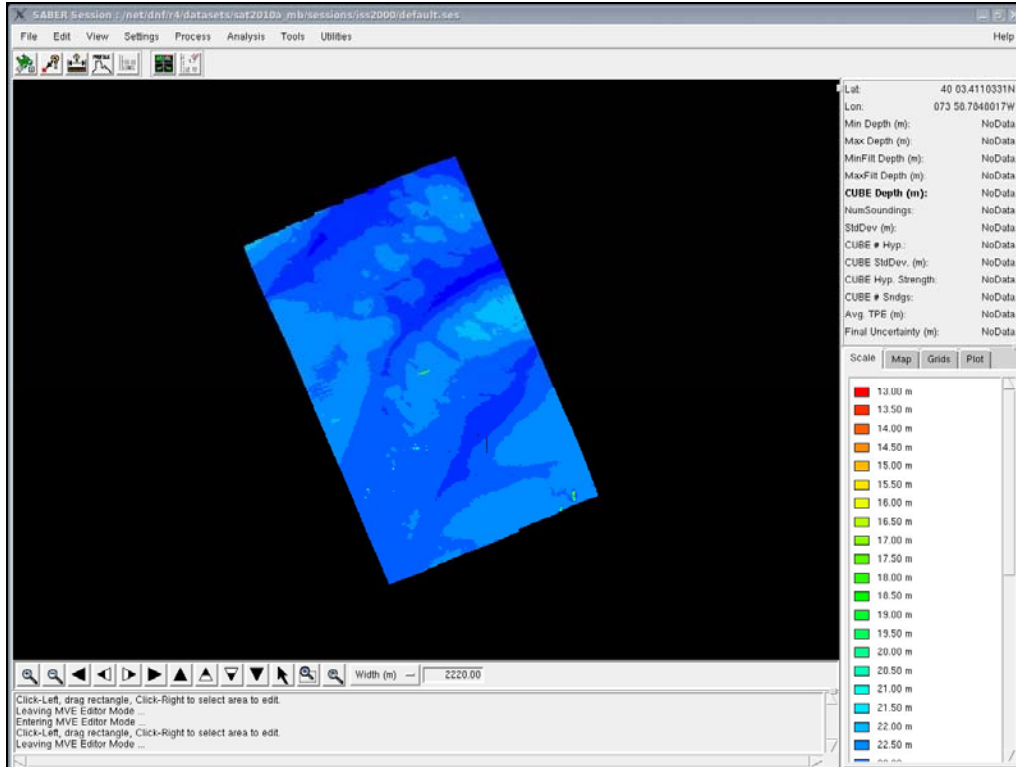 SABER Session : /net/dnf/r4/datasets/sat2010a_mb/sessions/iss2000/default.ses
File Edit View Settings Process Analysis Tools Utilities Help
Lat: 40 03.4110331N
Lon: 073 58.7848017W
Min Depth (m): NoData
Max Depth (m): NoData
MinFilt Depth (m): NoData
MaxFilt Depth (m): NoData
CUBE Depth (m): NoData
NumSoundings: NoData
StdDev (m): NoData
CUBE # Hyp.: NoData
CUBE StdDev. (m): NoData
CUBE Hyp. Strength: NoData
CUBE # Sndgs: NoData
Avg. TPE (m): NoData
Final Uncertainty (m): NoData
Scale Map Grids Plot
13.00 m
13.50 m
14.00 m
14.50 m
15.00 m
15.50 m
16.00 m
16.50 m
17.00 m
17.50 m
18.00 m
18.50 m
19.00 m
19.50 m
20.00 m
20.50 m
21.00 m
21.50 m
22.00 m
22.50 m
Width (m) 2220.00
Click-Left, drag rectangle, Click-Right to select area to edit.
Leaving MVE Editor Mode ...
Entering MVE Editor Mode ...
Click-Left, drag rectangle, Click-Right to select area to edit.
Leaving MVE Editor Mode ...